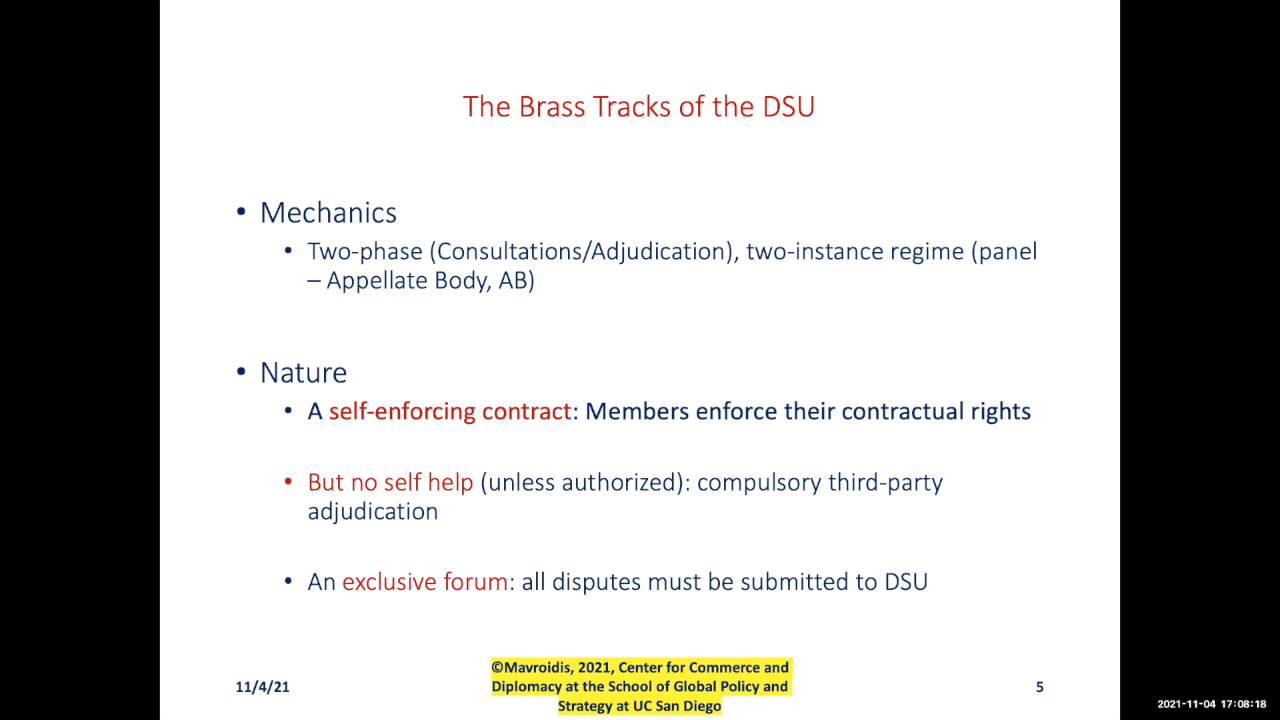 The Brass Tracks of the DSU
• Mechanics
• Two-phase (Consultations/Adjudication), two-instance regime (panel
– Appellate Body, AB)
• Nature
• A self-enforcing contract: Members enforce their contractual rights
• But no self help (unless authorized): compulsory third-party
adjudication
• An exclusive forum: all disputes must be submitted to DSU
11/4/21
©Mavroidis, 2021, Center for Commerce and
Diplomacy at the School of Global Policy and
Strategy at UC San Diego
5
2021-11-04 17:08:18